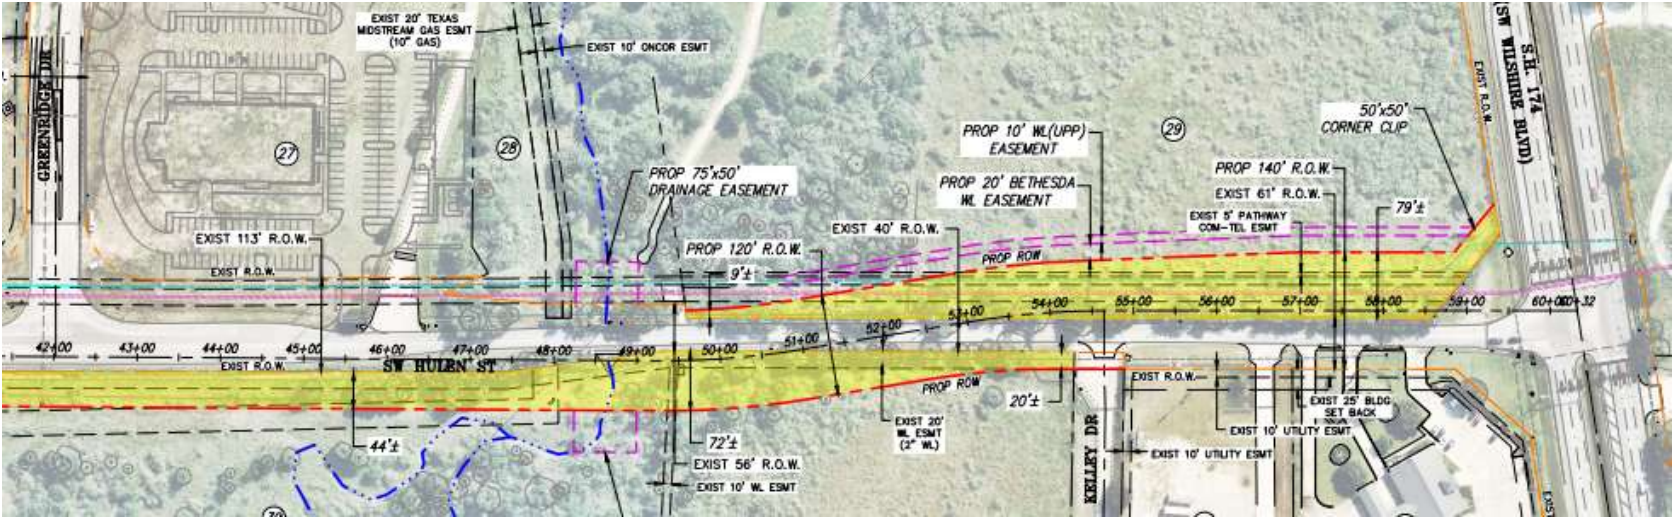 EXIST 20' TEXAS
MIDSTREAM GAS ESMT
(10" GAS)
EXIST 10' ONCOR ESMT
GREENRIDGE DR
27
28
29
PROP 75'x50'
DRAINAGE EASEMENT
PROP 10' WL(UPP)
EASEMENT
PROP 20' BETHESDA
WL EASEMENT
50'x50'
CORNER CLIP
EXIST R.O.W.
S.H. 174
(SW WILSHIRE BLVD)
PROP 140' R.O.W.
EXIST 61' R.O.W.
EXIST 5' PATHWAY
COM-TEL ESMT
79'±
EXIST 113' R.O.W.
EXIST R.O.W.
PROP 120' R.O.W.
EXIST 40' R.O.W.
9'±
PROP ROW
42+00
43+00
44+00
45+00
46+00
47+00
48+00
49+00
50+00
51+00
52+00
53+00
54+00
55+00
56+00
57+00
58+00
59+00
60+32
EXIST R.O.W.
SW HULEN ST
PROP ROW
EXIST R.O.W.
44'±
72'±
20'±
EXIST 20'
WL ESMT
(2" WL)
EXIST 56' R.O.W.
EXIST 10' WL ESMT
KELLEY DR
EXIST 25' BLDG
SET BACK
EXIST 10' UTILITY ESMT
EXIST 10' UTILITY ESMT
EXIST